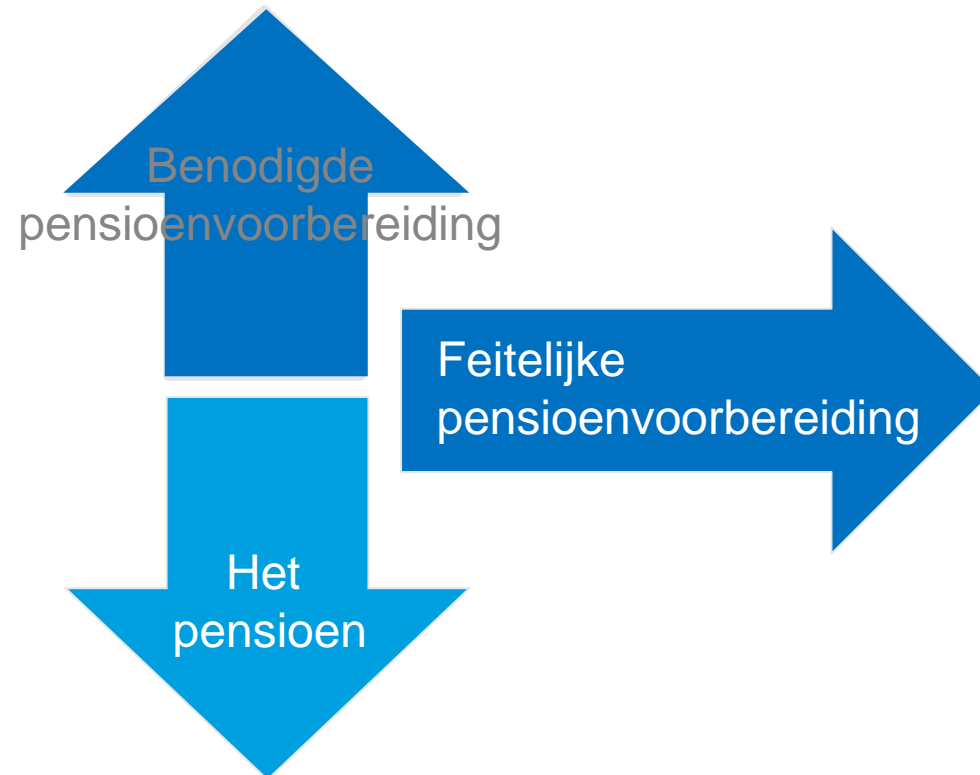 Benodigde
pensioenvoorbereiding
Feitelijke
pensioenvoorbereiding
Het
pensioen